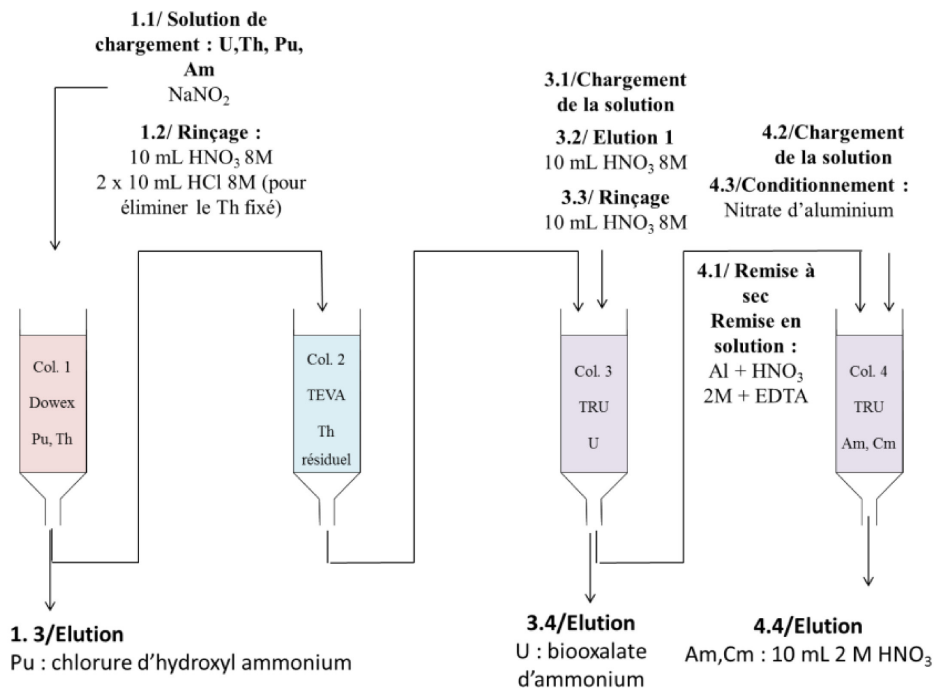 1.1/ Solution de
chargement : U,Th, Pu,
Am
NaNO₂
1.2/ Rinçage :
10 mL HNO₃ 8M
2 x 10 mL HCl 8M (pour
éliminer le Th fixé)
3.1/Chargement
de la solution
3.2/ Elution 1
10 mL HNO₃ 8M
3.3/ Rinçage
10 mL HNO₃ 8M
4.2/Chargement
de la solution
4.3/Conditionnement :
Nitrate d’aluminium
4.1/ Remise à
sec
Remise en
solution :
Al + HNO₃
2M + EDTA
Col. 1
Dowex
Pu, Th
Col. 2
TEVA
Th
résiduel
Col. 3
TRU
U
Col. 4
TRU
Am, Cm
1. 3/Elution
Pu : chlorure d’hydroxyl ammonium
3.4/Elution
U : biooxalate
d’ammonium
4.4/Elution
Am,Cm : 10 mL 2 M HNO₃